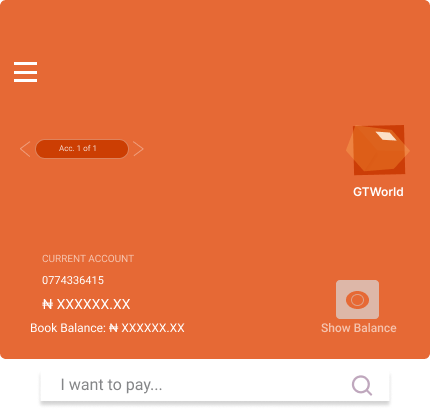 Acc. 1 of 1
GTWorld
CURRENT ACCOUNT
0774336415
₦ XXXXXX.XX
Book Balance: ₦ XXXXXX.XX
Show Balance
I want to pay...